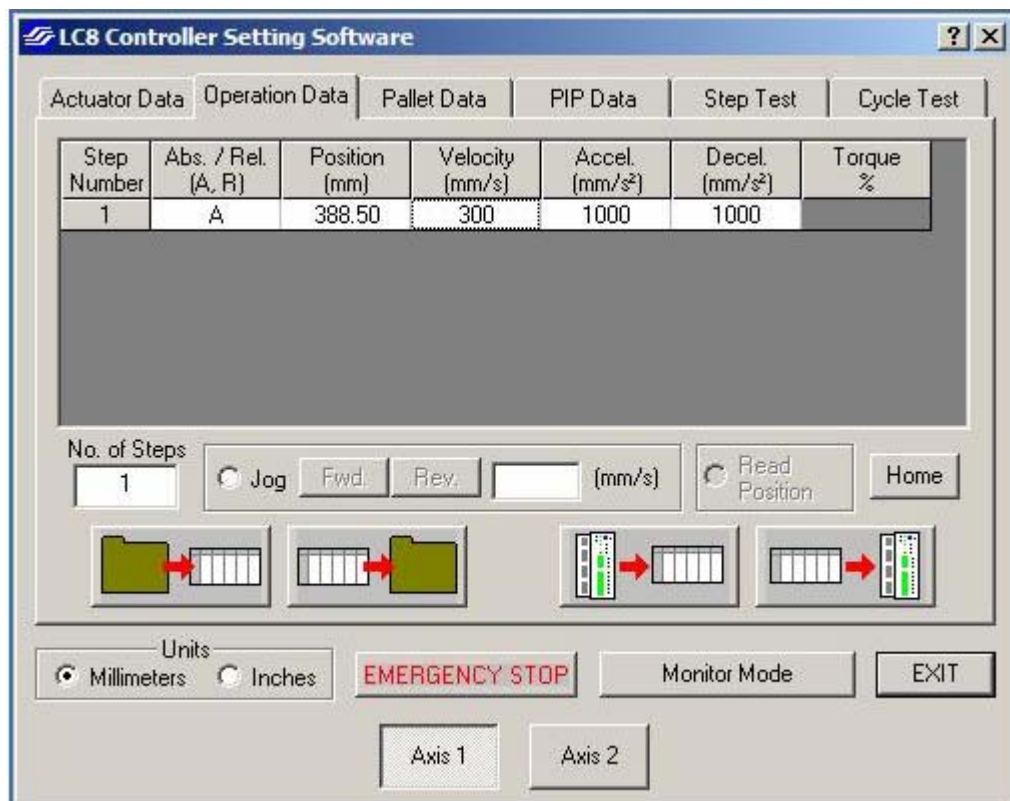 LC8 Controller Setting Software
Actuator Data Operation Data Pallet Data PIP Data Step Test Cycle Test
Step Number Abs. / Rel. (A, R) Position (mm) Velocity (mm/s) Accel. (mm/s²) Decel. (mm/s²) Torque %
1 A 388.50 300 1000 1000
No. of Steps
1 Jog Fwd. Rev. (mm/s) Read Position Home
Units
Millimeters Inches EMERGENCY STOP Monitor Mode EXIT
Axis 1 Axis 2